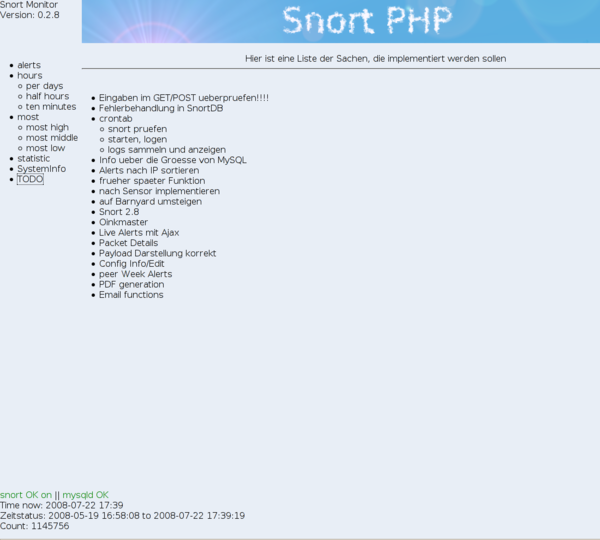 Snort Monitor
Version: 0.2.8
Snort PHP
Hier ist eine Liste der Sachen, die implementiert werden sollen
alerts
hours
per days
half hours
ten minutes
most
most high
most middle
most low
statistic
SystemInfo
TODO
Eingaben im GET/POST ueberpruefen!!!!
Fehlerbehandlung in SnortDB
crontab
snort pruefen
starten, logen
logs sammeln und anzeigen
Info ueber die Groesse von MySQL
Alerts nach IP sortieren
frueher spaeter Funktion
nach Sensor implementieren
auf Barnyard umsteigen
Snort 2.8
Oinkmaster
Live Alerts mit Ajax
Packet Details
Payload Darstellung korrekt
Config Info/Edit
peer Week Alerts
PDF generation
Email functions
snort OK on || mysqld OK
Time now: 2008-07-22 17:39
Zeitstatus: 2008-05-19 16:58:08 to 2008-07-22 17:39:19
Count: 1145756